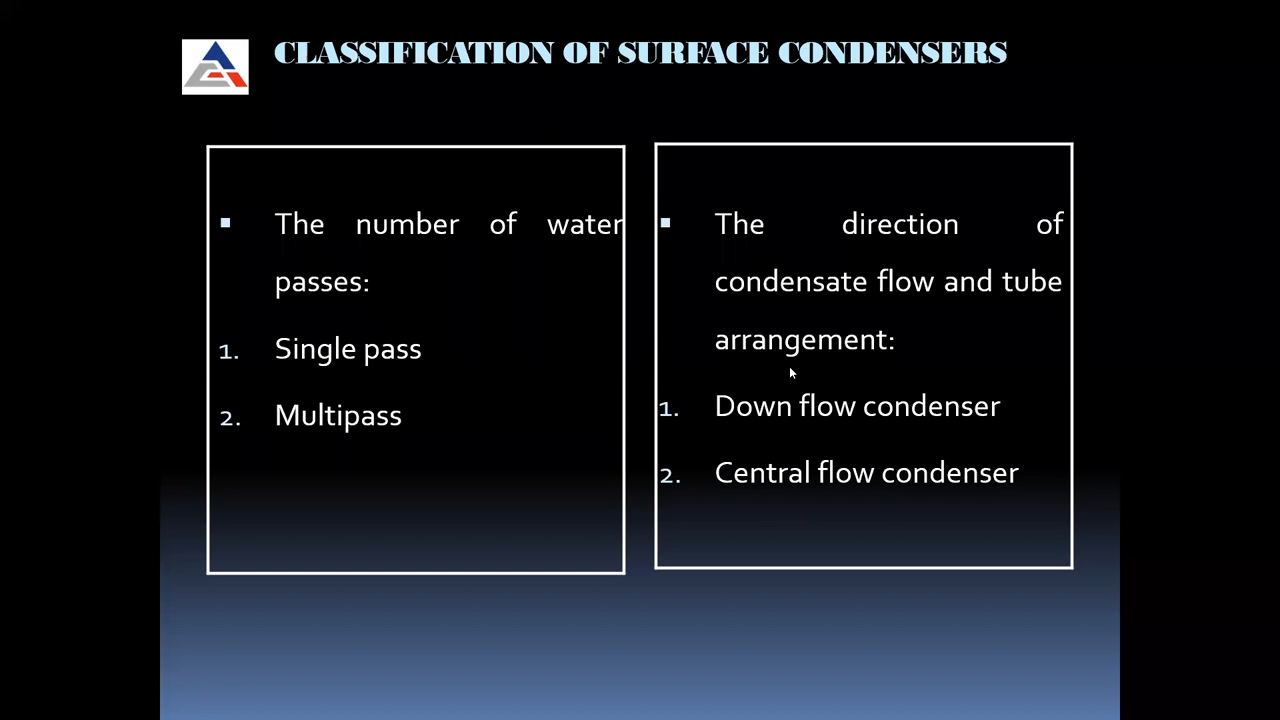 CLASSIFICATION OF SURFACE CONDENSERS
▪ The number of water
passes:
1. Single pass
2. Multipass
▪ The direction of
condensate flow and tube
arrangement:
1. Down flow condenser
2. Central flow condenser